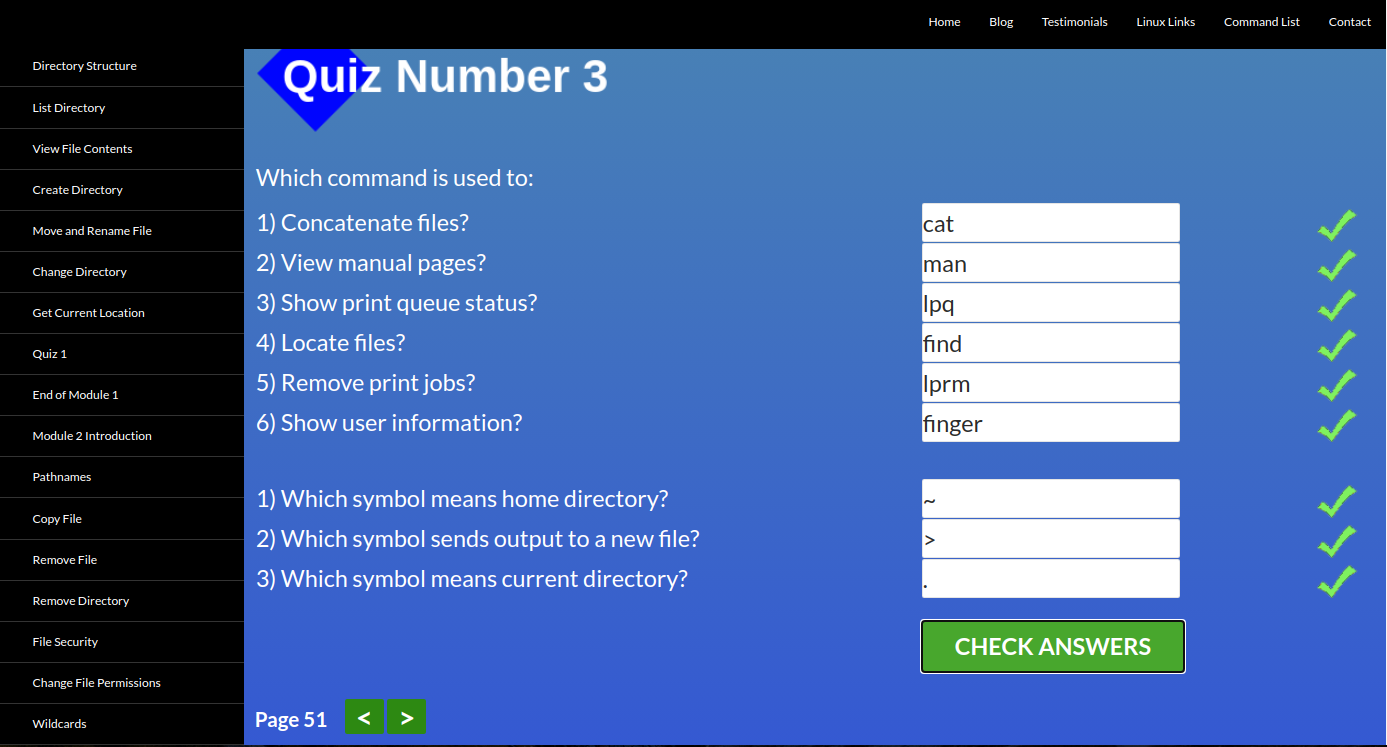 Home Blog Testimonials Linux Links Command List Contact
Directory Structure
List Directory
View File Contents
Create Directory
Move and Rename File
Change Directory
Get Current Location
Quiz 1
End of Module 1
Module 2 Introduction
Pathnames
Copy File
Remove File
Remove Directory
File Security
Change File Permissions
Wildcards
Quiz Number 3
Which command is used to:
1) Concatenate files? cat
2) View manual pages? man
3) Show print queue status? lpq
4) Locate files? find
5) Remove print jobs? lprm
6) Show user information? finger
1) Which symbol means home directory? ~
2) Which symbol sends output to a new file? >
3) Which symbol means current directory? .
CHECK ANSWERS
Page 51 < >